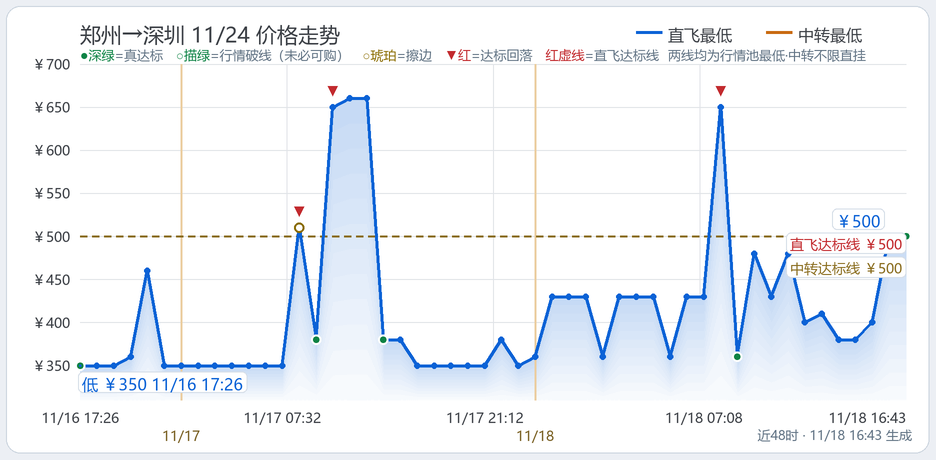 郑州→深圳 11/24 价格走势
直飞最低 中转最低
深绿=真达标 描绿=行情破线（未必可购） 琥珀=擦边 ▼红=达标回落 红虚线=直飞达标线 两线均为行情池最低·中转不限直挂
¥700
¥650
¥600
¥550
¥500
¥450
¥400
¥350
¥500
直飞达标线 ¥500
中转达标线 ¥500
低 ¥350 11/16 17:26
11/16 17:26 11/17 07:32 11/17 21:12 11/18 07:08 11/18 16:43
11/17 11/18
近48时 · 11/18 16:43 生成